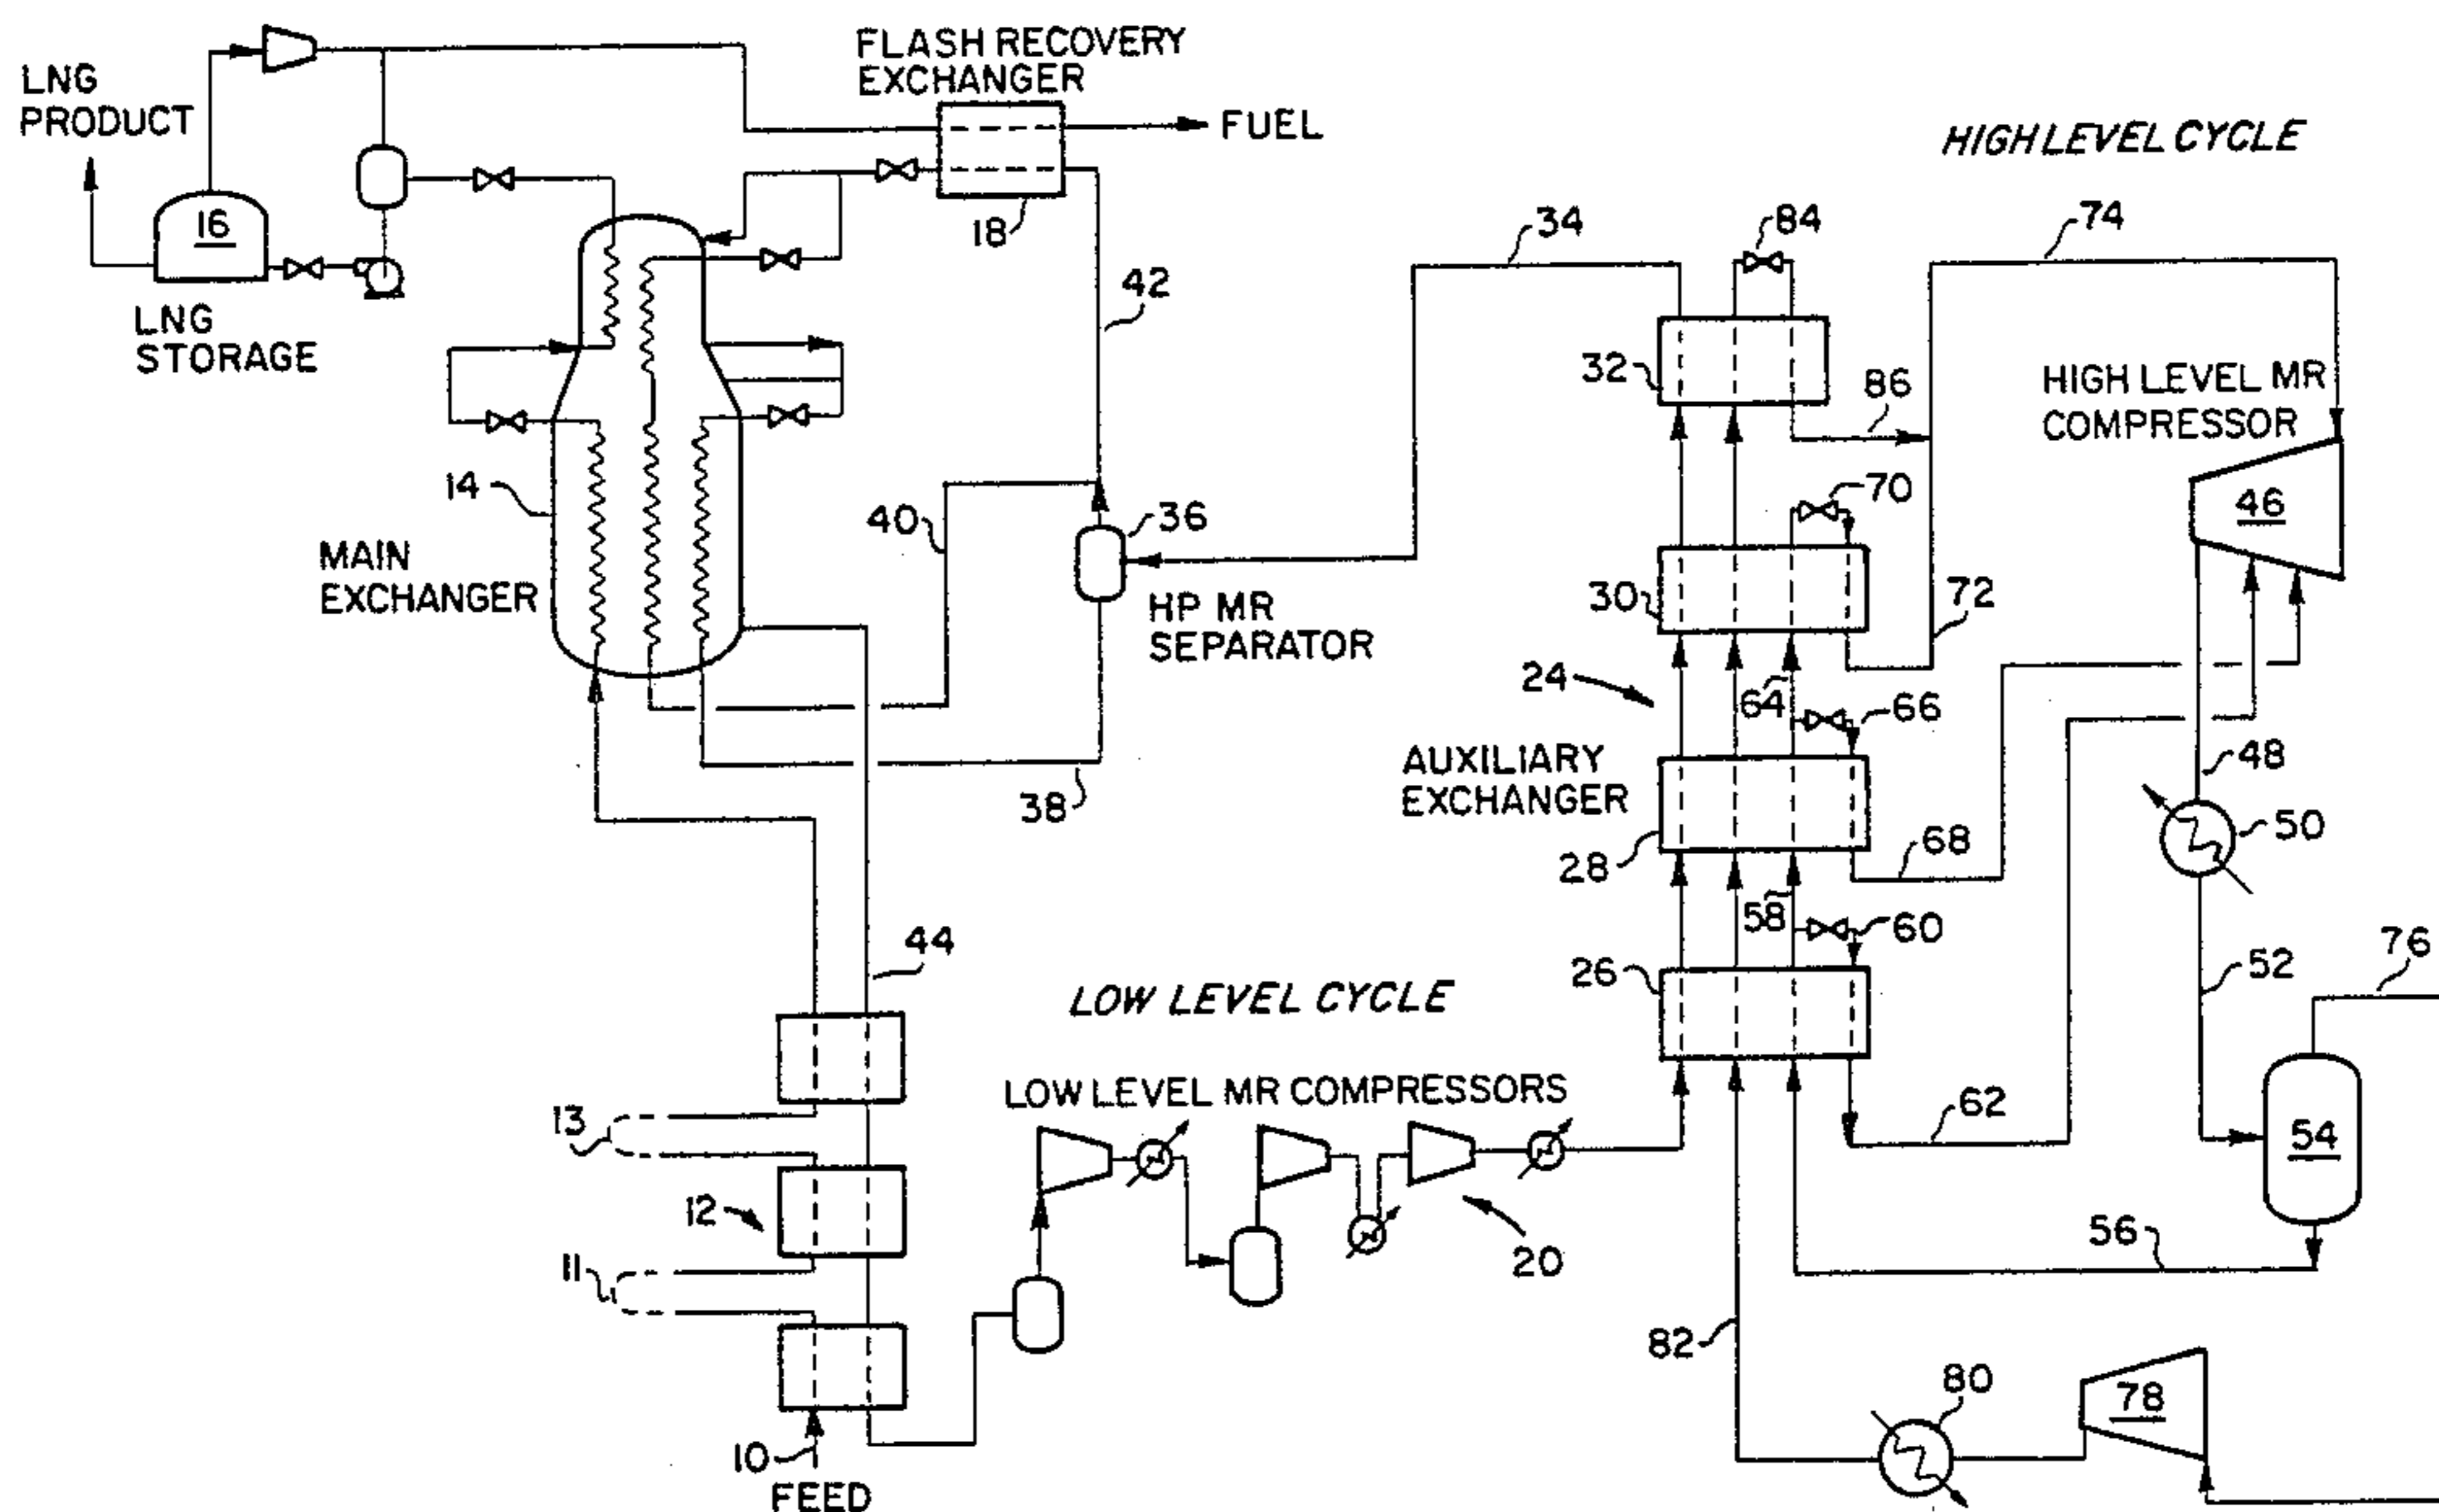 FLASH RECOVERY
EXCHANGER
LNG
PRODUCT
FUEL
HIGH LEVEL CYCLE
16
18
34
84
74
42
LNG
STORAGE
32
86
HIGH LEVEL MR
COMPRESSOR
14
40
36
70
46
MAIN
EXCHANGER
HP MR
SEPARATOR
30
72
24
64
66
AUXILIARY
EXCHANGER
48
38
28
68
50
58
60
44
26
52
76
LOW LEVEL CYCLE
13
LOW LEVEL MR COMPRESSORS
62
54
12
20
56
11
82
80
78
10
FEED